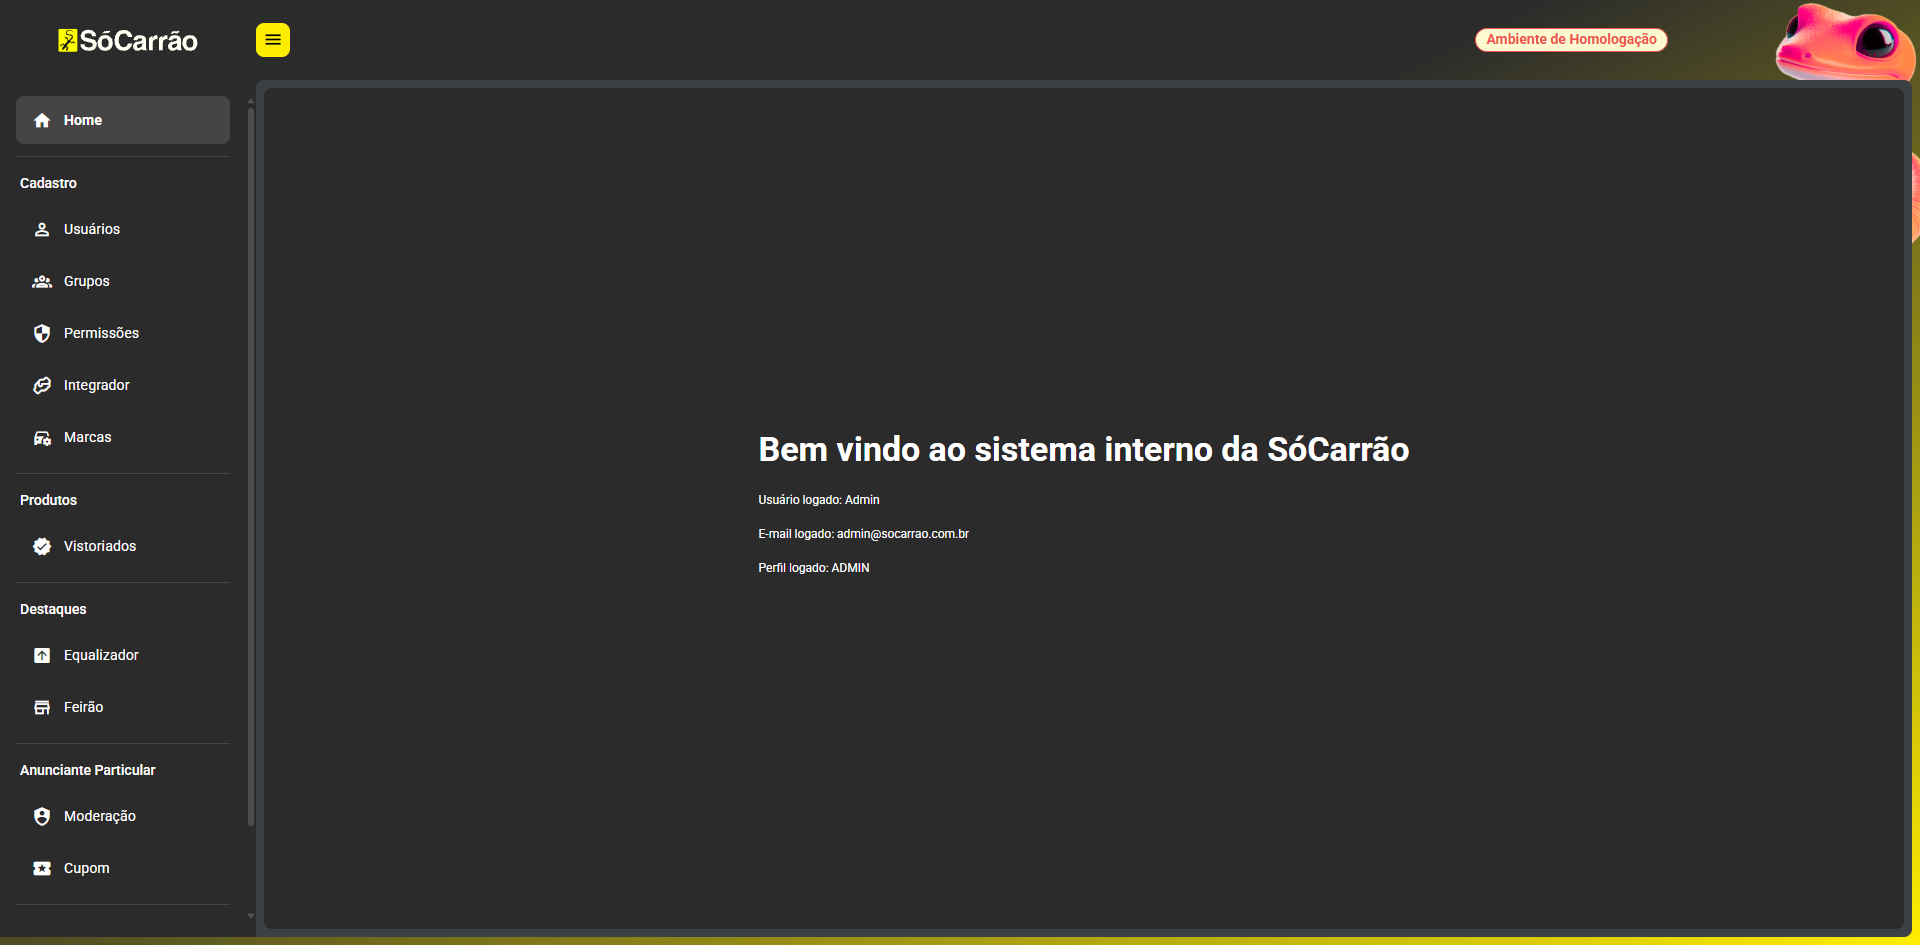 SóCarrão
Ambiente de Homologação
Home
Cadastro
Usuários
Grupos
Permissões
Integrador
Marcas
Produtos
Vistoriados
Destaques
Equalizador
Feirão
Anunciante Particular
Moderação
Cupom
Bem vindo ao sistema interno da SóCarrão
Usuário logado: Admin
E-mail logado: admin@socarrao.com.br
Perfil logado: ADMIN